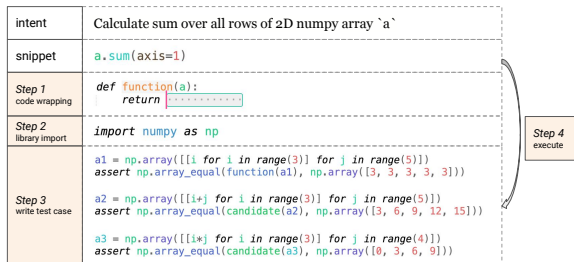 intent Calculate sum over all rows of 2D numpy array `a`
snippet a.sum(axis=1)
Step 1
code wrapping
def function(a):
return
Step 2
library import
import numpy as np
Step 3
write test case
a1 = np.array([[i for i in range(3)] for j in range(5)])
assert np.array_equal(function(a1), np.array([3, 3, 3, 3, 3]))
a2 = np.array([[i+j for i in range(3)] for j in range(5)])
assert np.array_equal(candidate(a2), np.array([3, 6, 9, 12, 15]))
a3 = np.array([[i*j for i in range(3)] for j in range(4)])
assert np.array_equal(candidate(a3), np.array([0, 3, 6, 9]))
Step 4
execute